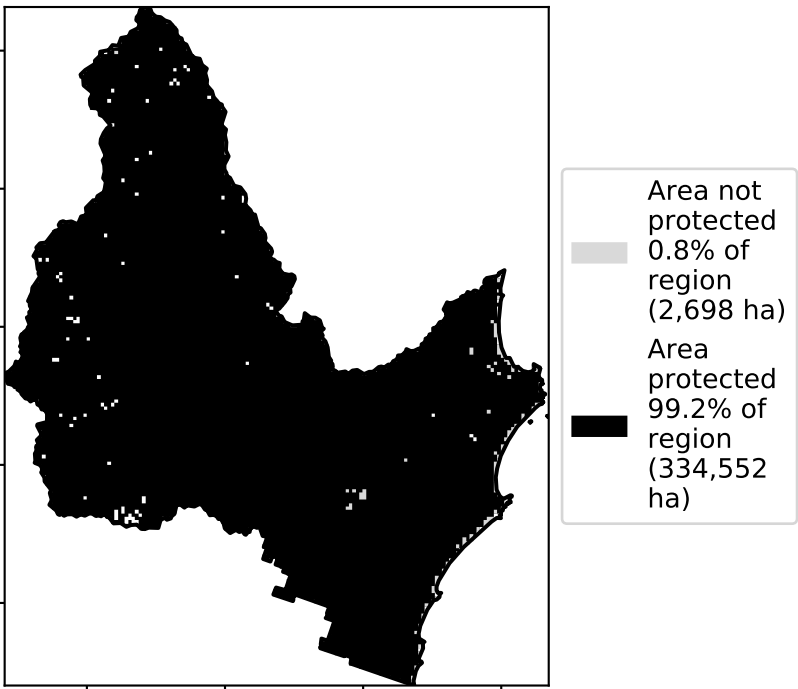 Area not
protected
0.8% of
region
(2,698 ha)
Area
protected
99.2% of
region
(334,552
ha)